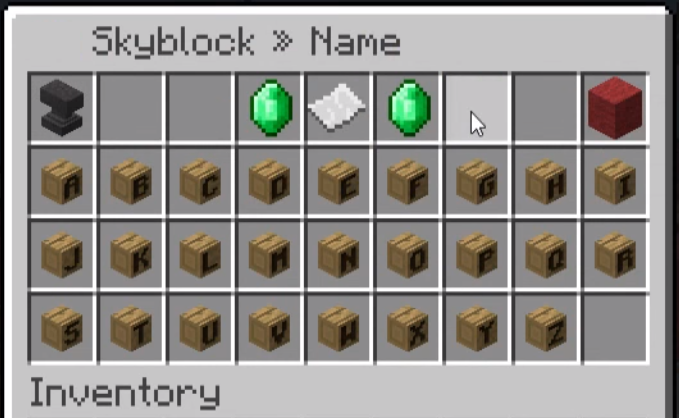 Skyblock » Name
A B C D E F G H I
J K L M N O P Q R
S T U V W X Y Z
Inventory